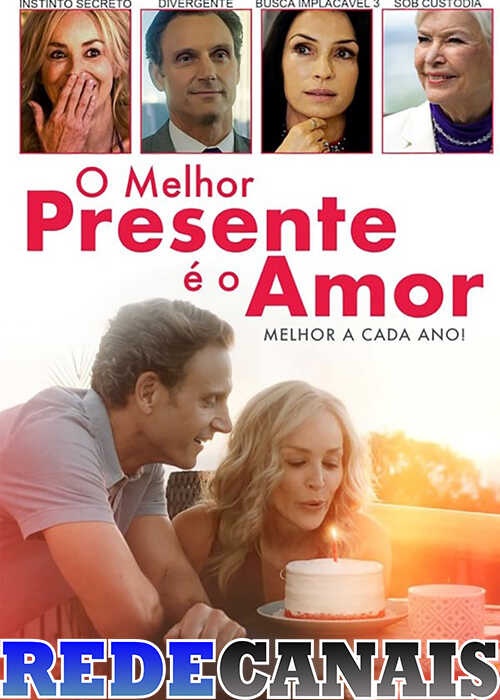 INSTINTO SECRETO DIVERGENTE BUSCA IMPLACÁVEL 3 SOB CUSTÓDIA
O Melhor
Presente
é o Amor
MELHOR A CADA ANO!
REDECANAIS